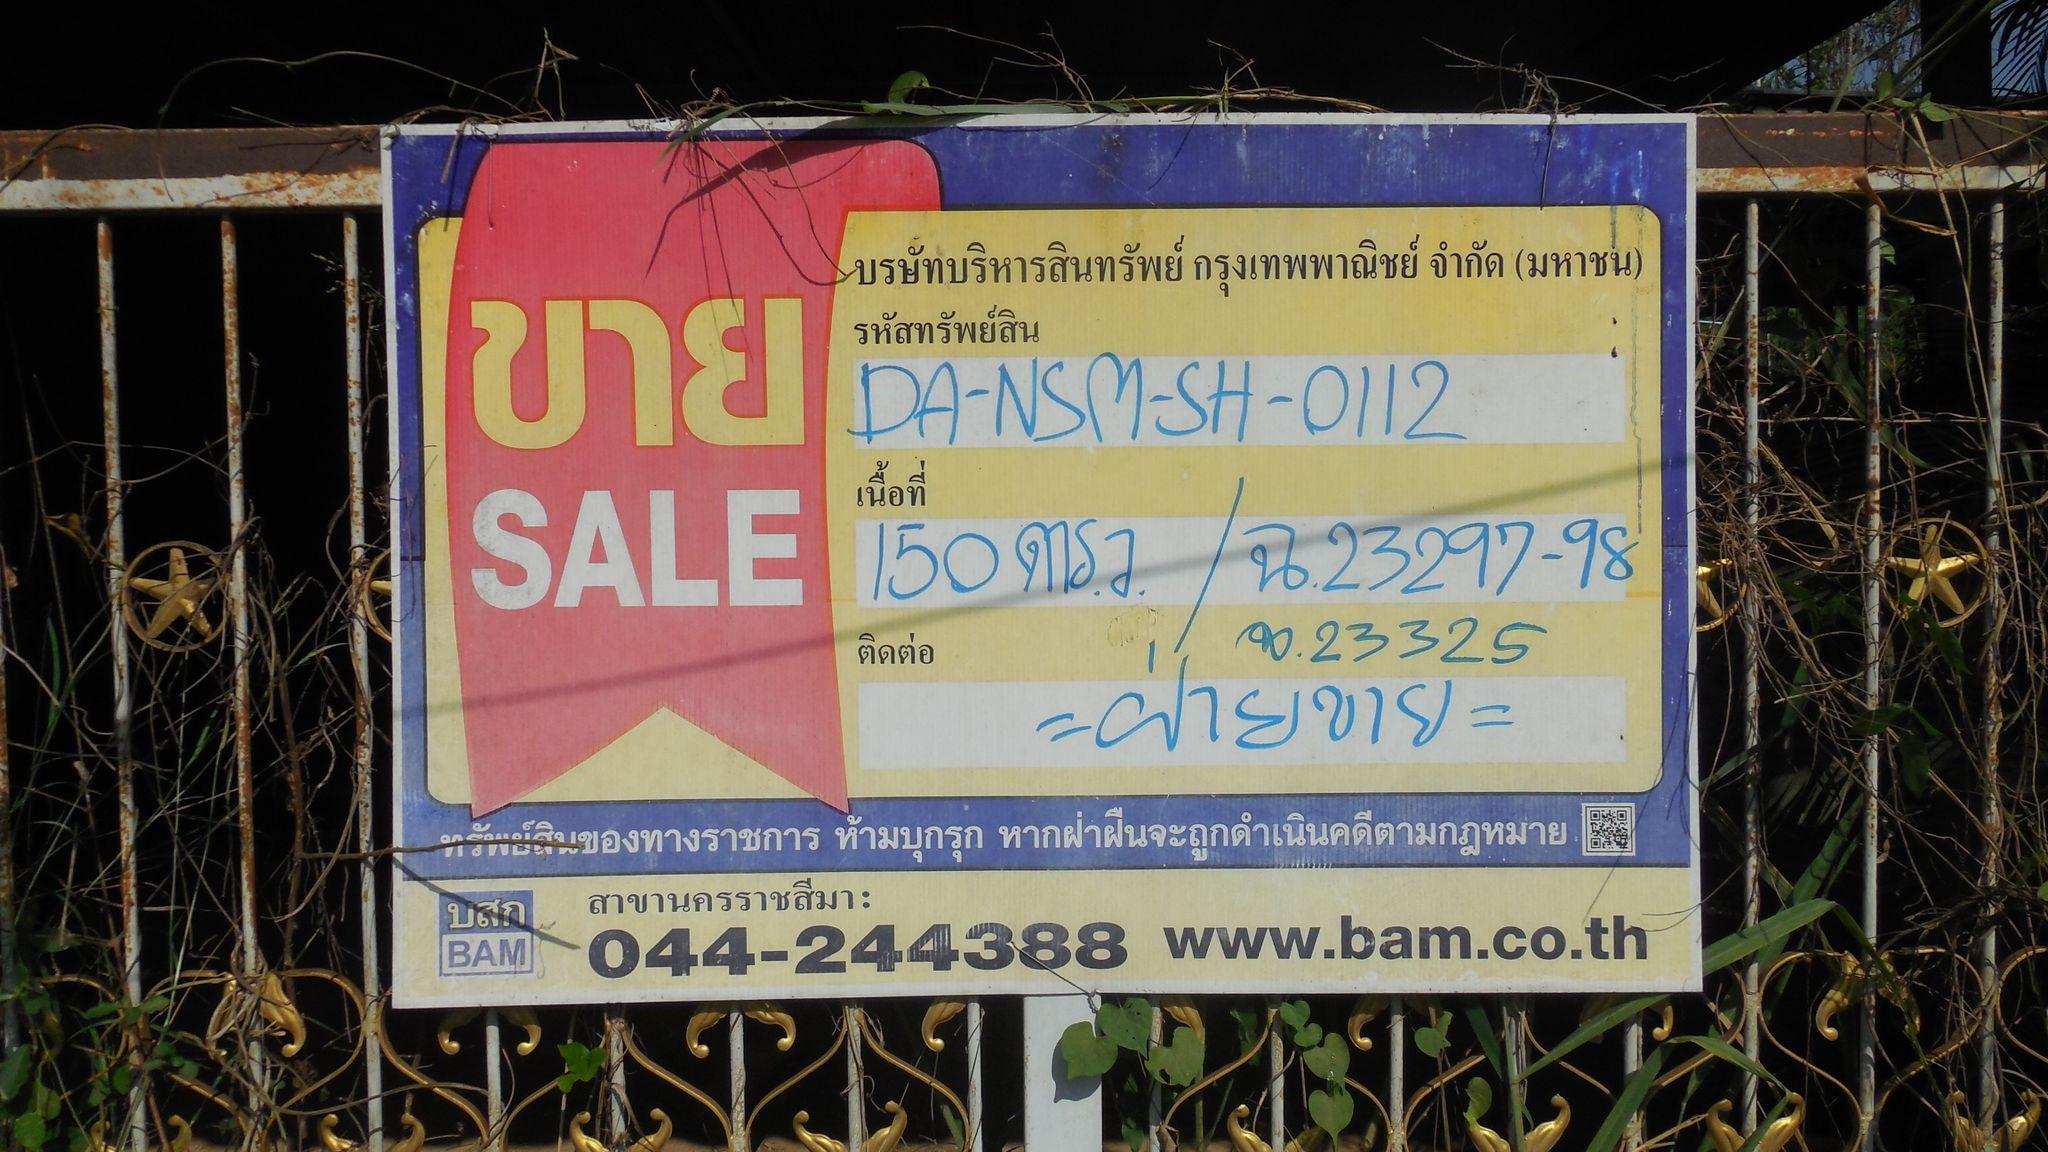 ขาย
SALE
บรษัทบริหารสินทรัพย์ กรุงเทพพาณิชย์ จำกัด (มหาชน)
รหัสทรัพย์สิน
DA-NSM-SH-0112
เนื้อที่
150 ตร.ว. / ฉ.23297-98
ฉ.23325
ติดต่อ
=ฝ่ายขาย=
ทรัพย์สินของทางราชการ ห้ามบุกรุก หากฝ่าฝืนจะถูกดำเนินคดีตามกฎหมาย
บสก
BAM
สาขานครราชสีมา:
044-244388
www.bam.co.th